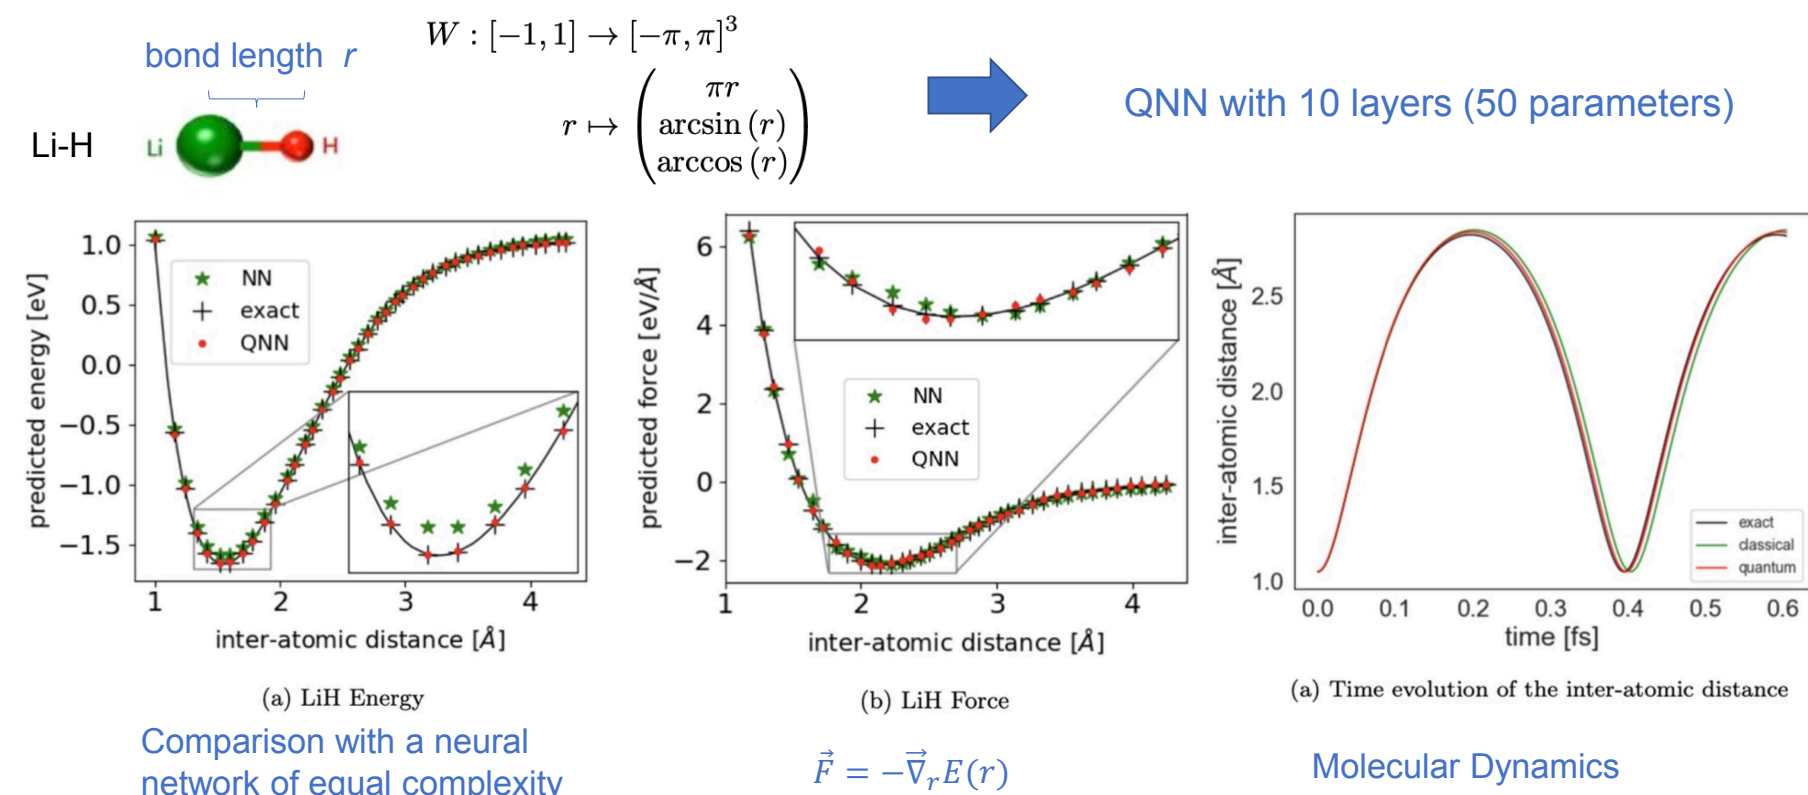 bond length r
W : [−1, 1] → [−π, π]³
r ↦ (πr
arcsin (r)
arccos (r))
QNN with 10 layers (50 parameters)
Li-H
Li
H
predicted energy [eV]
1.0
0.5
0.0
−0.5
−1.0
−1.5
NN
exact
QNN
1 2 3 4
inter-atomic distance [Å]
(a) LiH Energy
Comparison with a neural
network of equal complexity
predicted force [eV/Å]
6
4
2
0
−2
NN
exact
QNN
1 2 3 4
inter-atomic distance [Å]
(b) LiH Force
F⃗ = −∇⃗ᵣE(r)
inter-atomic distance [Å]
2.5
2.0
1.5
1.0
exact
classical
quantum
0.0 0.1 0.2 0.3 0.4 0.5 0.6
time [fs]
(a) Time evolution of the inter-atomic distance
Molecular Dynamics